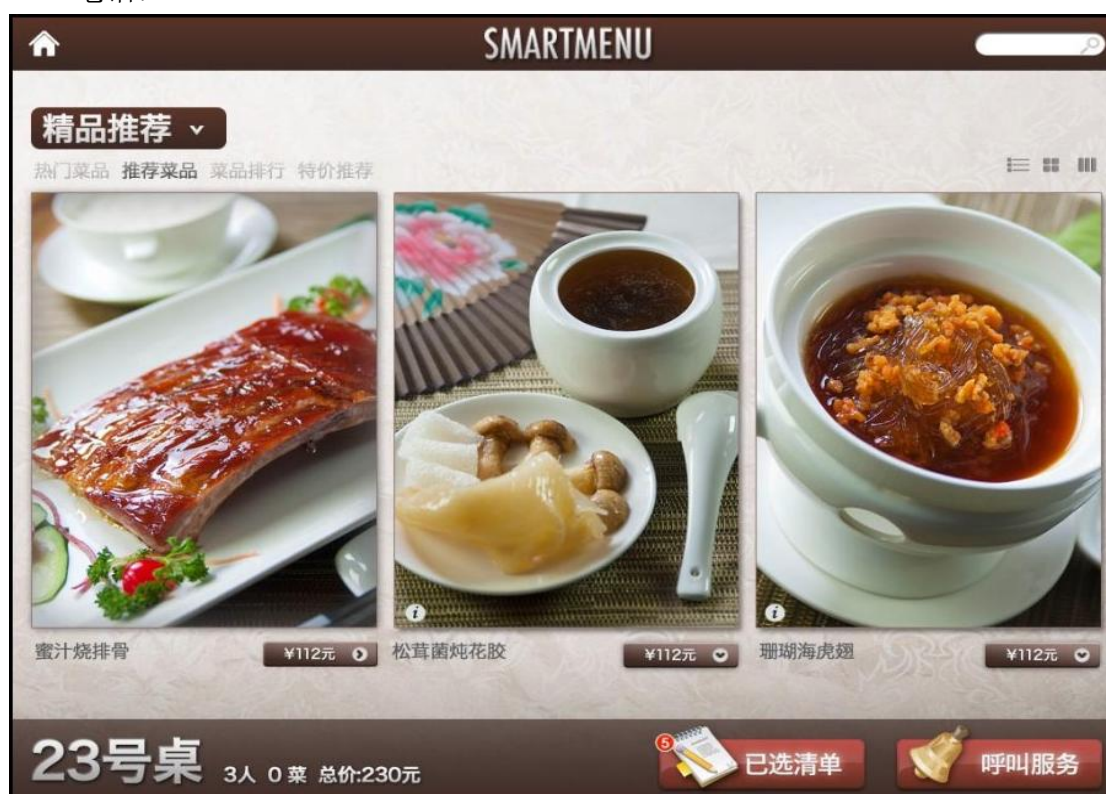 SMARTMENU
精品推荐
热门菜品 推荐菜品 菜品排行 特价推荐
i
i
蜜汁烧排骨 ¥112元 松茸菌炖花胶 ¥112元 珊瑚海虎翅 ¥112元
23号桌 3人 0 菜 总价:230元 5 已选清单 呼叫服务